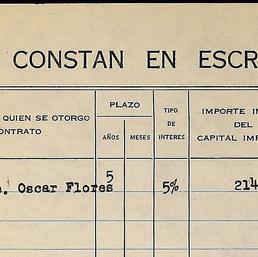 CONSTAN EN ESCR
QUIEN SE OTORGO
ONTRATO
PLAZO
AÑOS MESES
TIPO
DE
INTERES
IMPORTE IN
DEL
CAPITAL IMP
5
s. Oscar Flores 5% 214